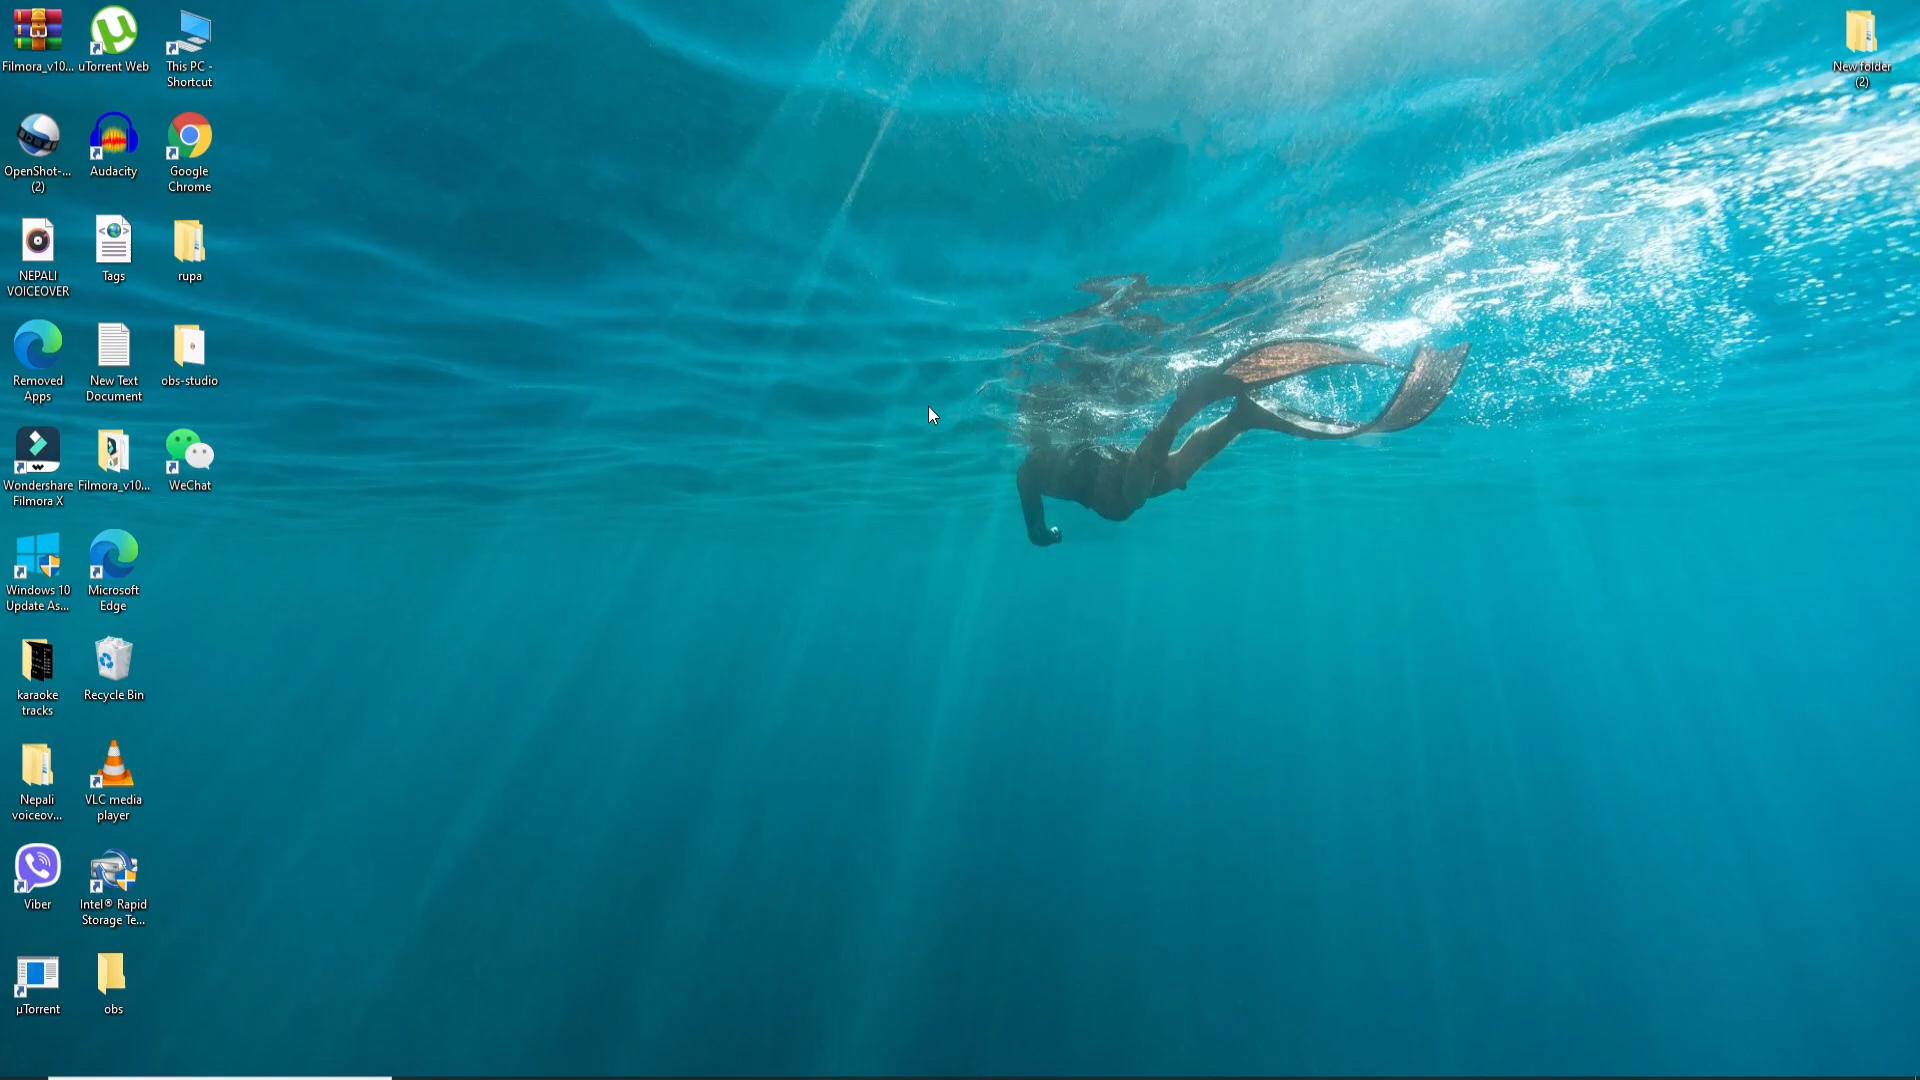 Filmora_v10...
uTorrent Web
This PC -
Shortcut
New folder
(2)
OpenShot-...
(2)
Audacity
Google
Chrome
NEPALI
VOICEOVER
Tags
rupa
Removed
Apps
New Text
Document
obs-studio
Wondershare
Filmora X
Filmora_v10...
WeChat
Windows 10
Update As...
Microsoft
Edge
karaoke
tracks
Recycle Bin
Nepali
voiceov...
VLC media
player
Viber
Intel® Rapid
Storage Te...
µTorrent
obs